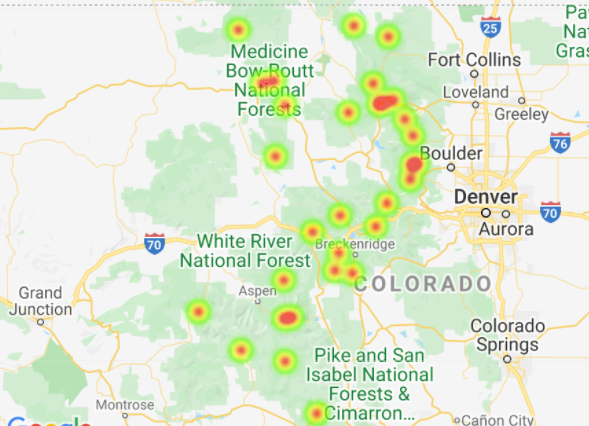 Pa
Nat
Gras
25
Medicine
Bow-Routt
National
Forests
Fort Collins
Loveland
Greeley
76
Boulder
Denver
70
Aurora
70
White River
National Forest
Breckenridge
COLORADO
Aspen
Grand
Junction
Colorado
Springs
Pike and San
Isabel National
Forests &
Cimarron...
Montrose
Cañon City
Google